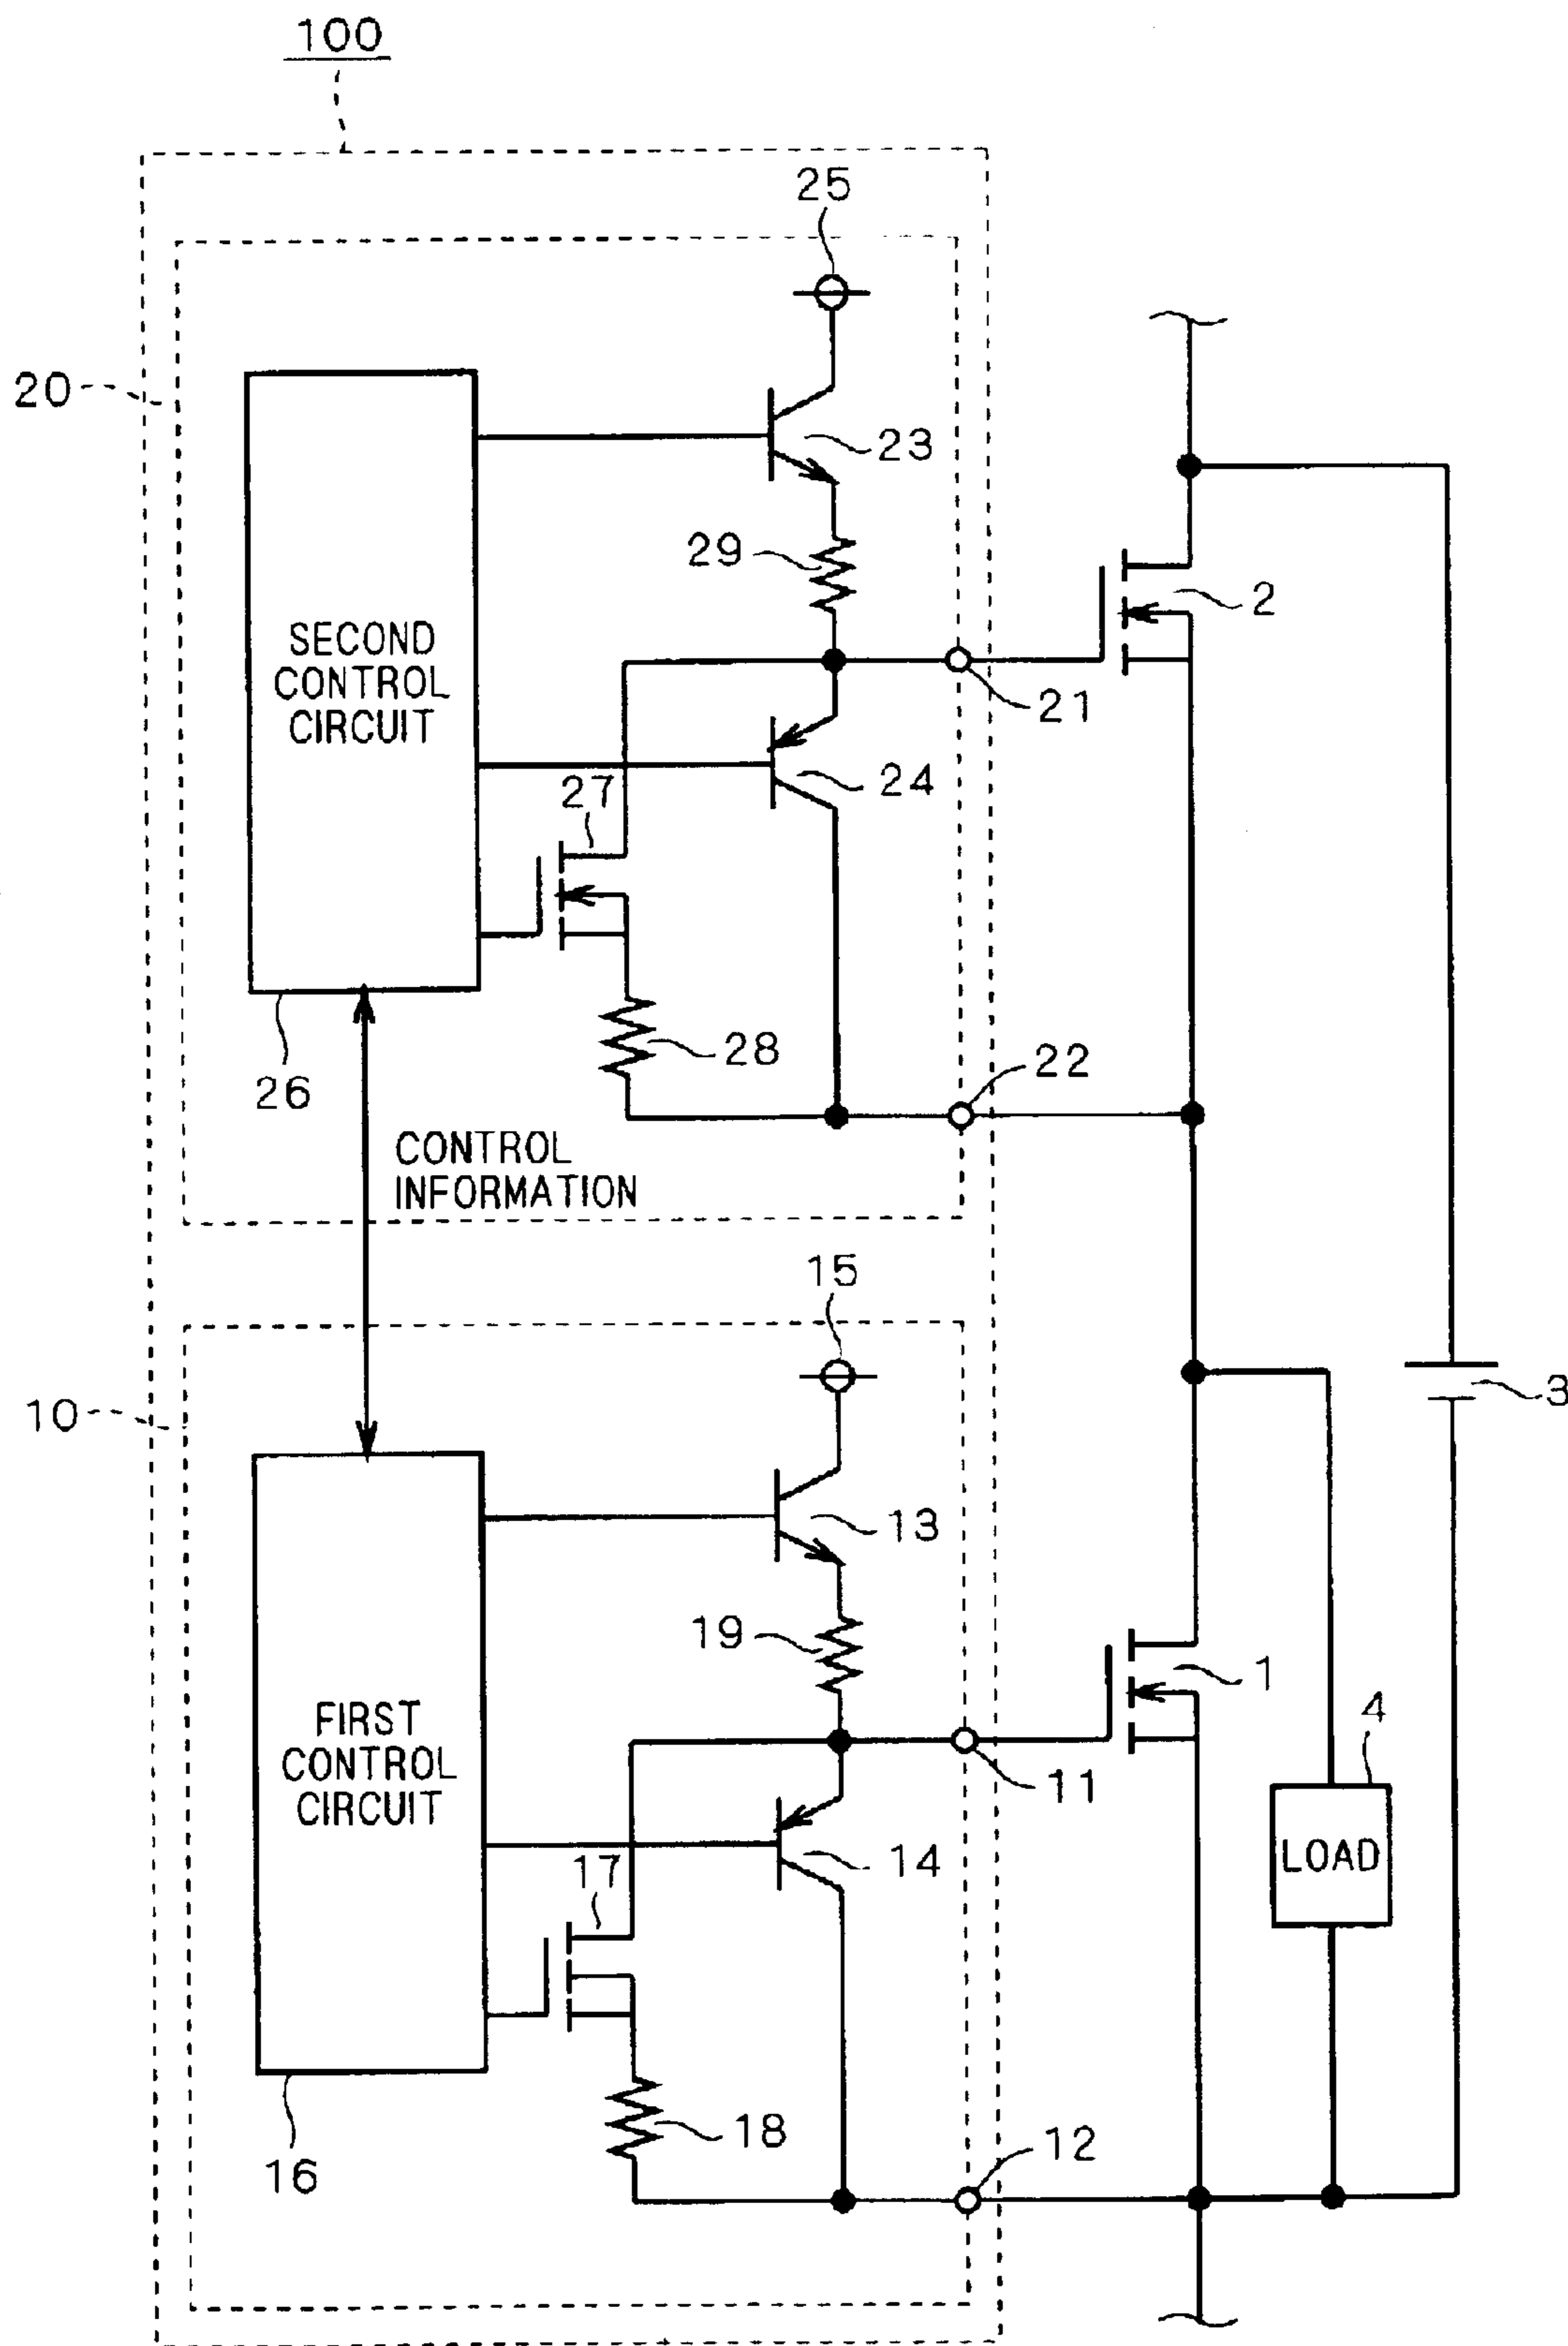 100
25
20
23
29
SECOND
CONTROL
CIRCUIT
2
21
24
27
28
22
26
CONTROL
INFORMATION
15
10
3
13
19
1
FIRST
CONTROL
CIRCUIT
4
11
LOAD
14
17
18
12
16